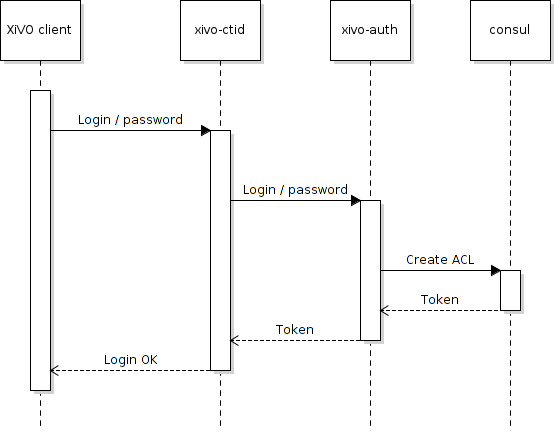 XiVO client
xivo-ctid
xivo-auth
consul
Login / password
Login / password
Create ACL
Token
Token
Login OK